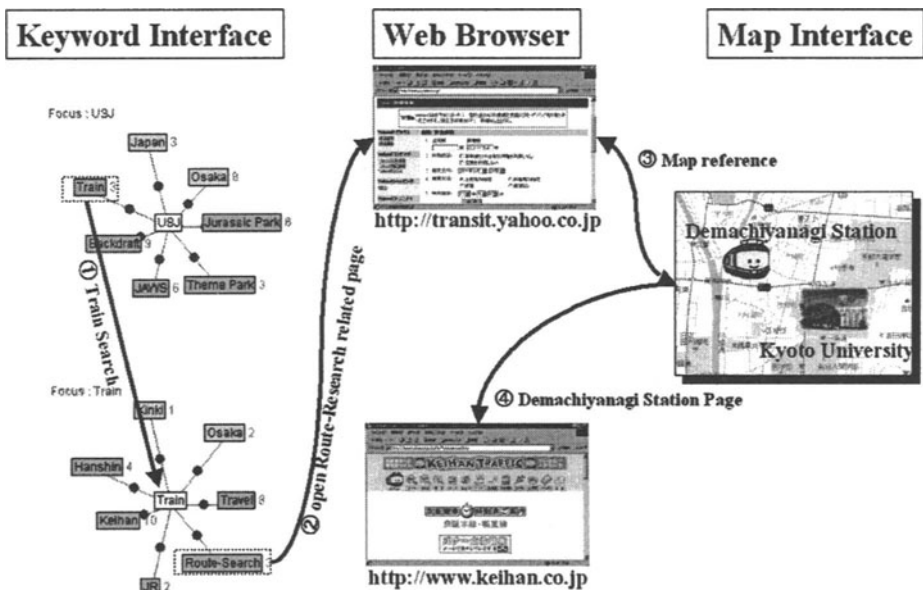 Keyword Interface
Web Browser
Map Interface
Focus : USJ
Japan 3
Train 3
Osaka 8
USJ
Jurassic Park 6
Backdraft 9
JAWS 6
Theme Park 3
① Train Search
Focus : Train
Kinki 1
Osaka 2
Hanshin 4
Train
Travel 8
Keihan 10
Route-Search 3
JR 2
② open Route-Research related page
http://transit.yahoo.co.jp
③ Map reference
Demachiyanagi Station
Kyoto University
④ Demachiyanagi Station Page
KEIHAN TRAFFIC
http://www.keihan.co.jp